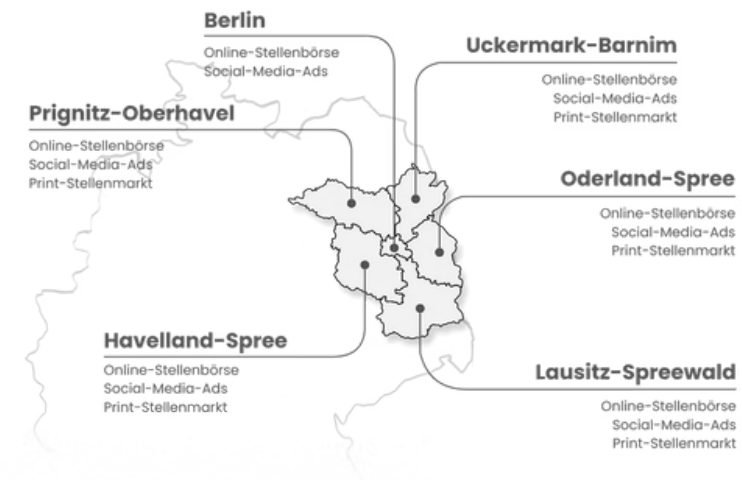 Berlin
Online-Stellenbörse
Social-Media-Ads
Uckermark-Barnim
Online-Stellenbörse
Social-Media-Ads
Print-Stellenmarkt
Prignitz-Oberhavel
Online-Stellenbörse
Social-Media-Ads
Print-Stellenmarkt
Oderland-Spree
Online-Stellenbörse
Social-Media-Ads
Print-Stellenmarkt
Havelland-Spree
Online-Stellenbörse
Social-Media-Ads
Print-Stellenmarkt
Lausitz-Spreewald
Online-Stellenbörse
Social-Media-Ads
Print-Stellenmarkt